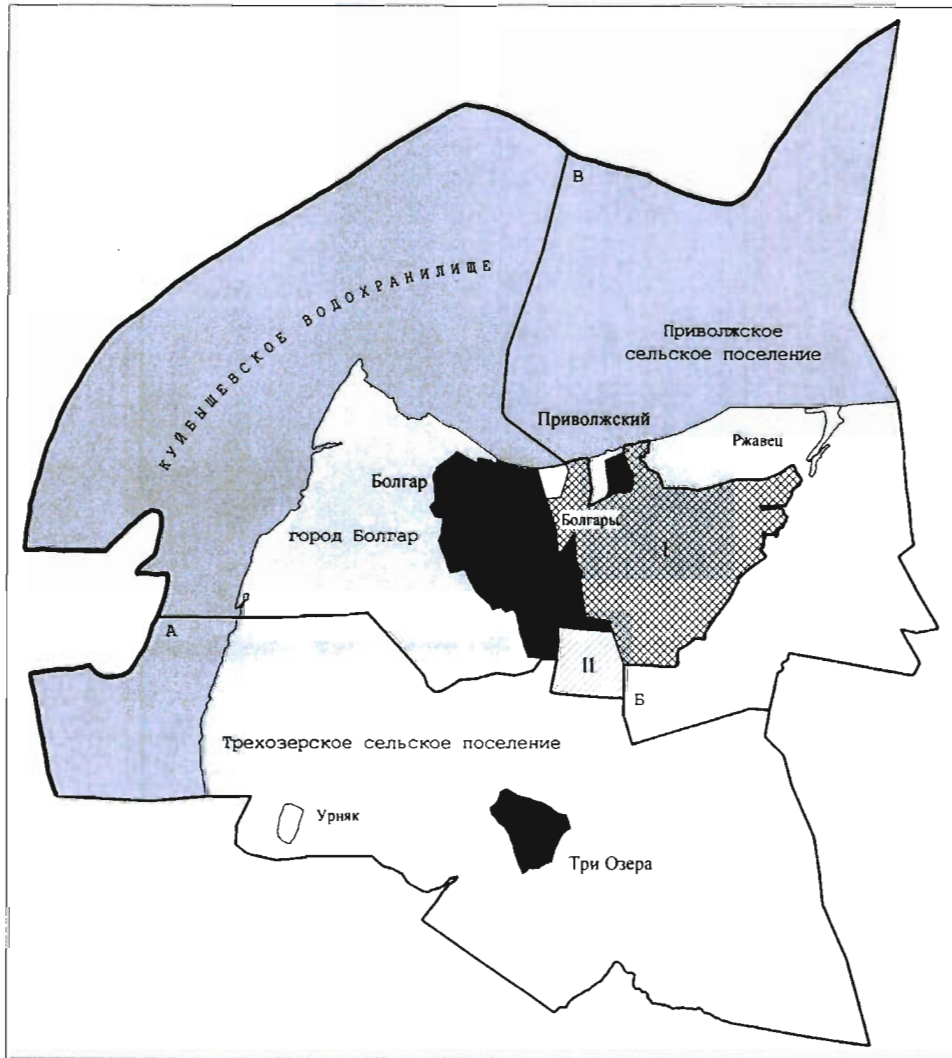 В
КУЙБЫШЕВСКОЕ ВОДОХРАНИЛИЩЕ
Приволжское
сельское поселение
Приволжский
Ржавец
Болгар
Болгары
город Болгар
I
А
II
Б
Трехозерское сельское поселение
Урняк
Три Озера